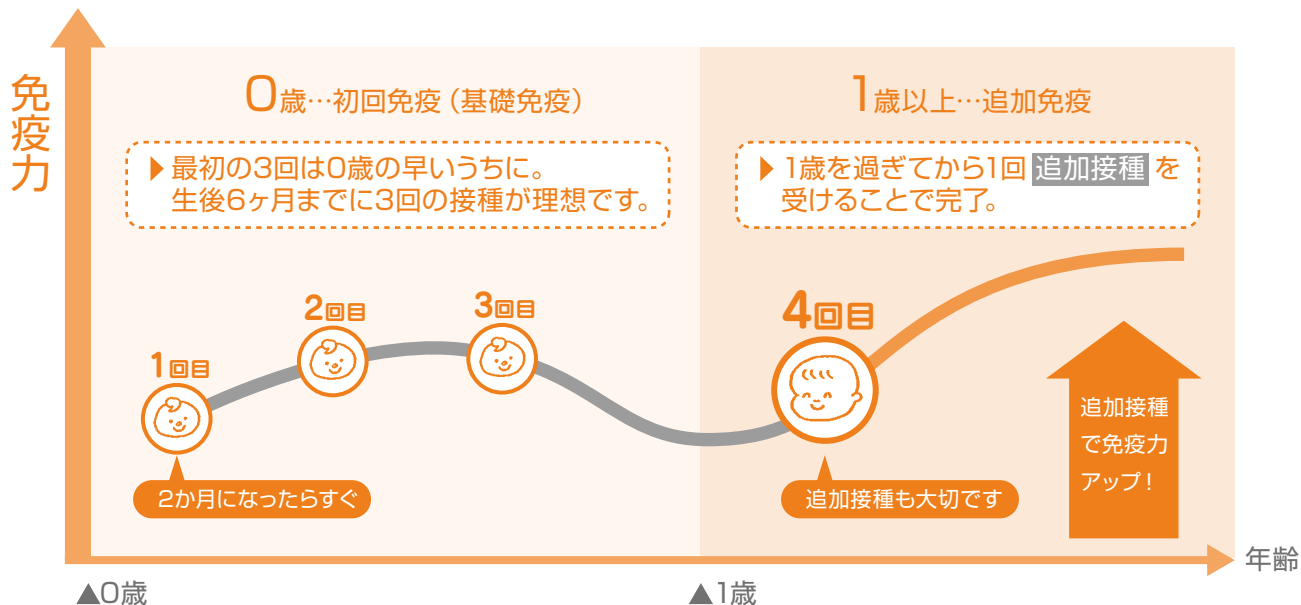 免疫力
0歳…初回免疫(基礎免疫)
▶最初の3回は0歳の早いうちに。
生後6ヶ月までに3回の接種が理想です。
1歳以上…追加免疫
▶1歳を過ぎてから1回 追加接種 を
受けることで完了。
1回目
2回目
3回目
4回目
2か月になったらすぐ
追加接種も大切です
追加接種
で免疫力
アップ!
年齢
▲0歳
▲1歳